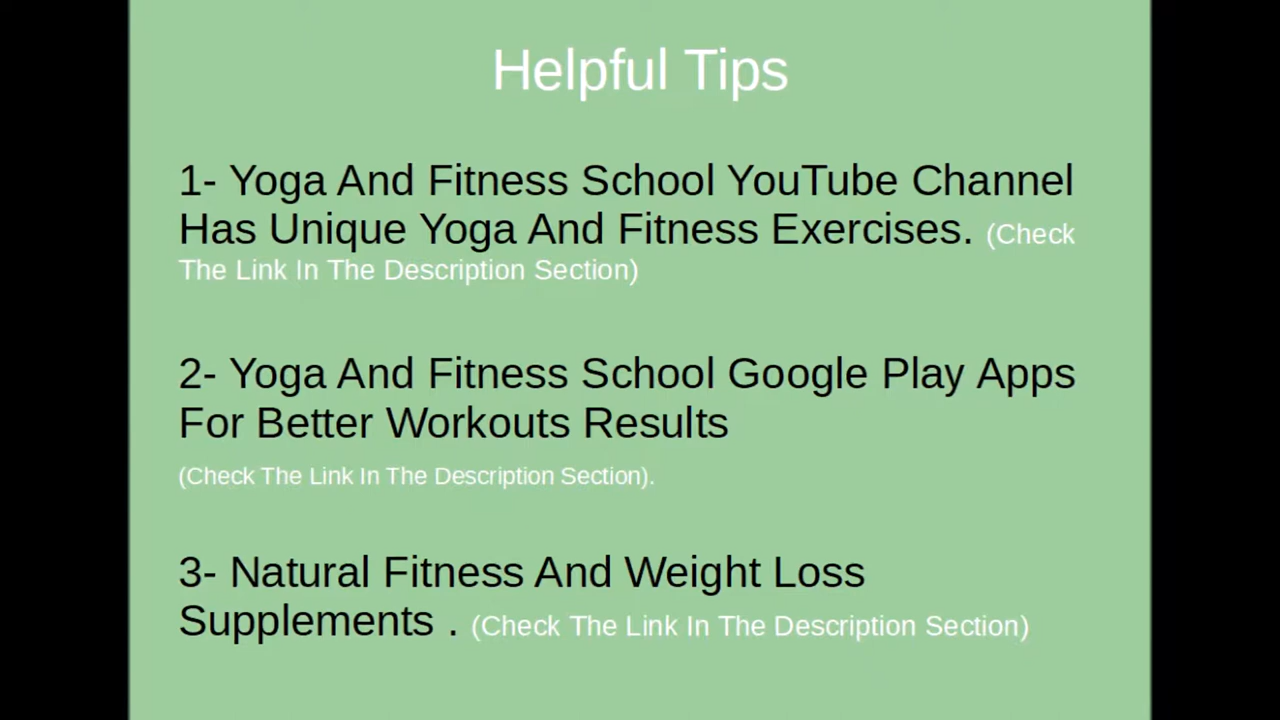 Helpful Tips
1- Yoga And Fitness School YouTube Channel
Has Unique Yoga And Fitness Exercises. (Check
The Link In The Description Section)
2- Yoga And Fitness School Google Play Apps
For Better Workouts Results
(Check The Link In The Description Section).
3- Natural Fitness And Weight Loss
Supplements . (Check The Link In The Description Section)